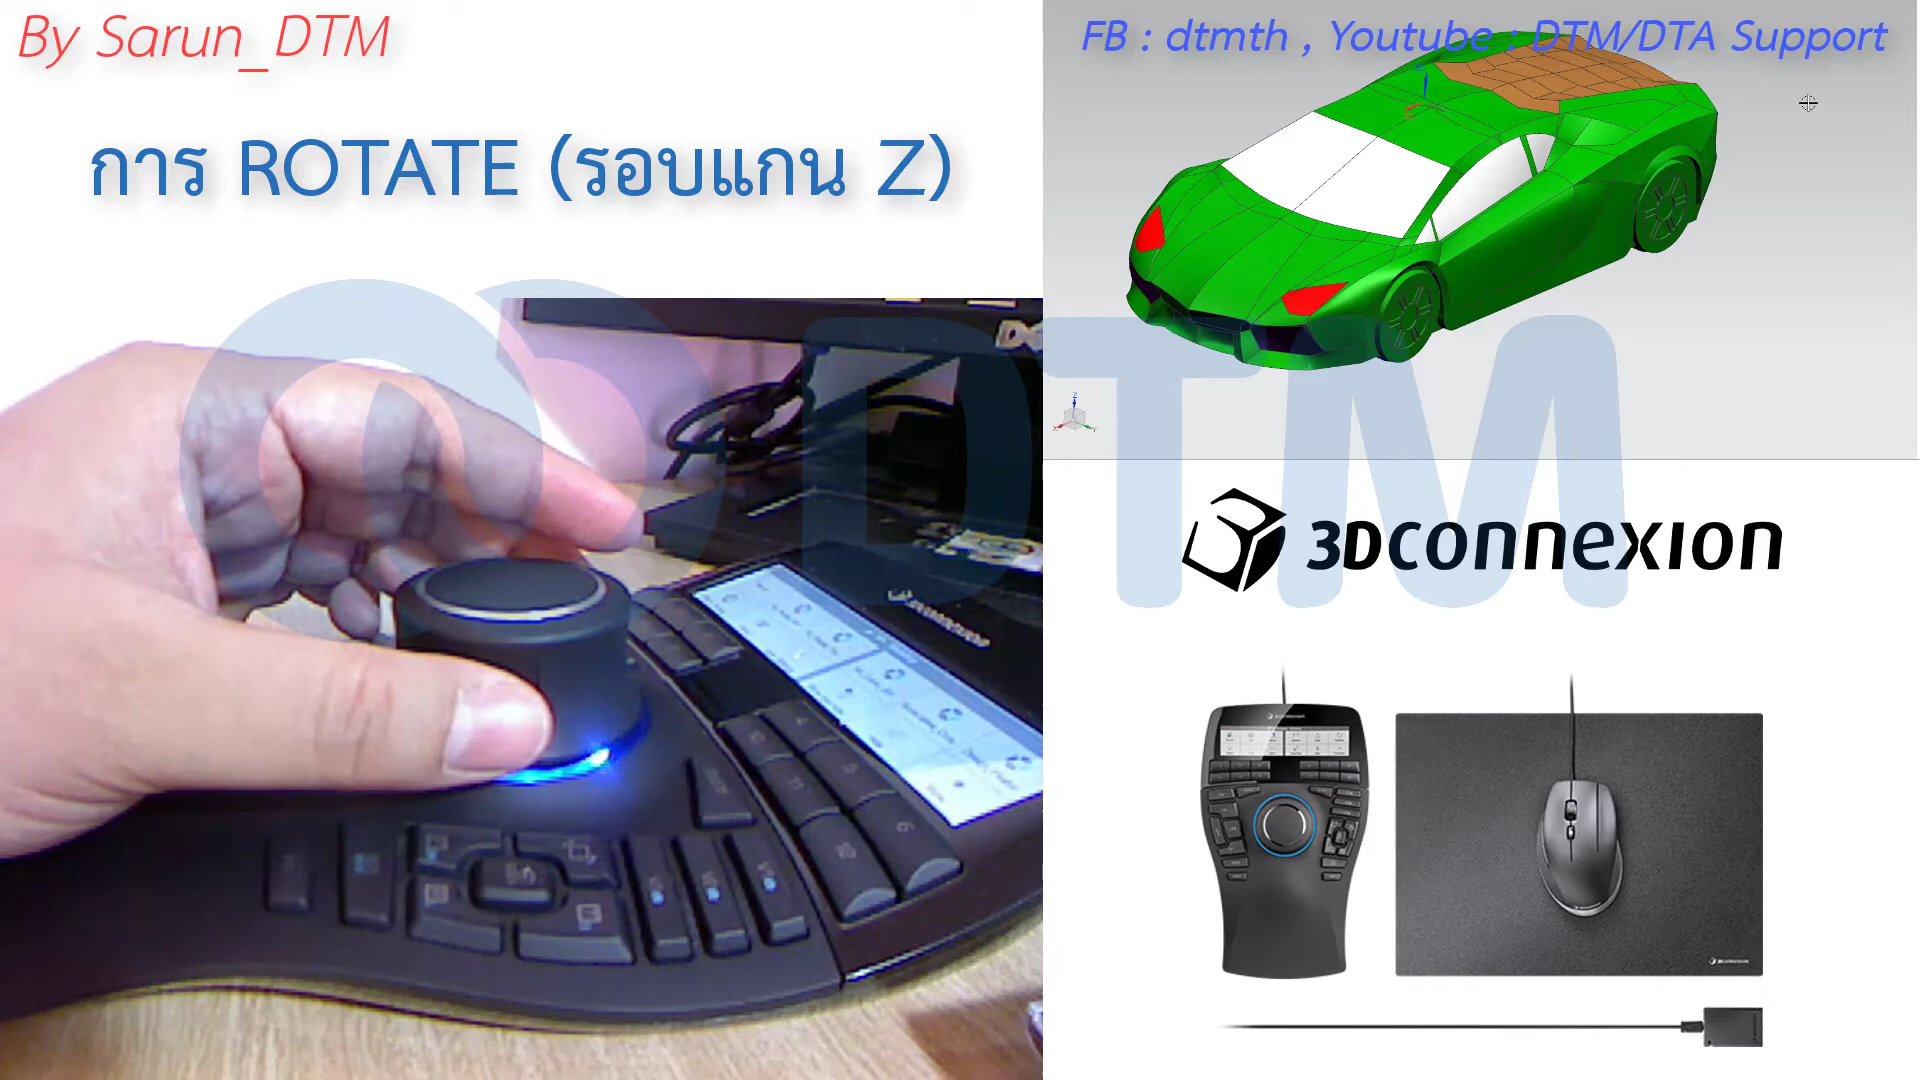 By Sarun_DTM
FB : dtmth , Youtube : DTM/DTA Support
การ ROTATE (รอบแกน Z)
DTM
3Dconnexion